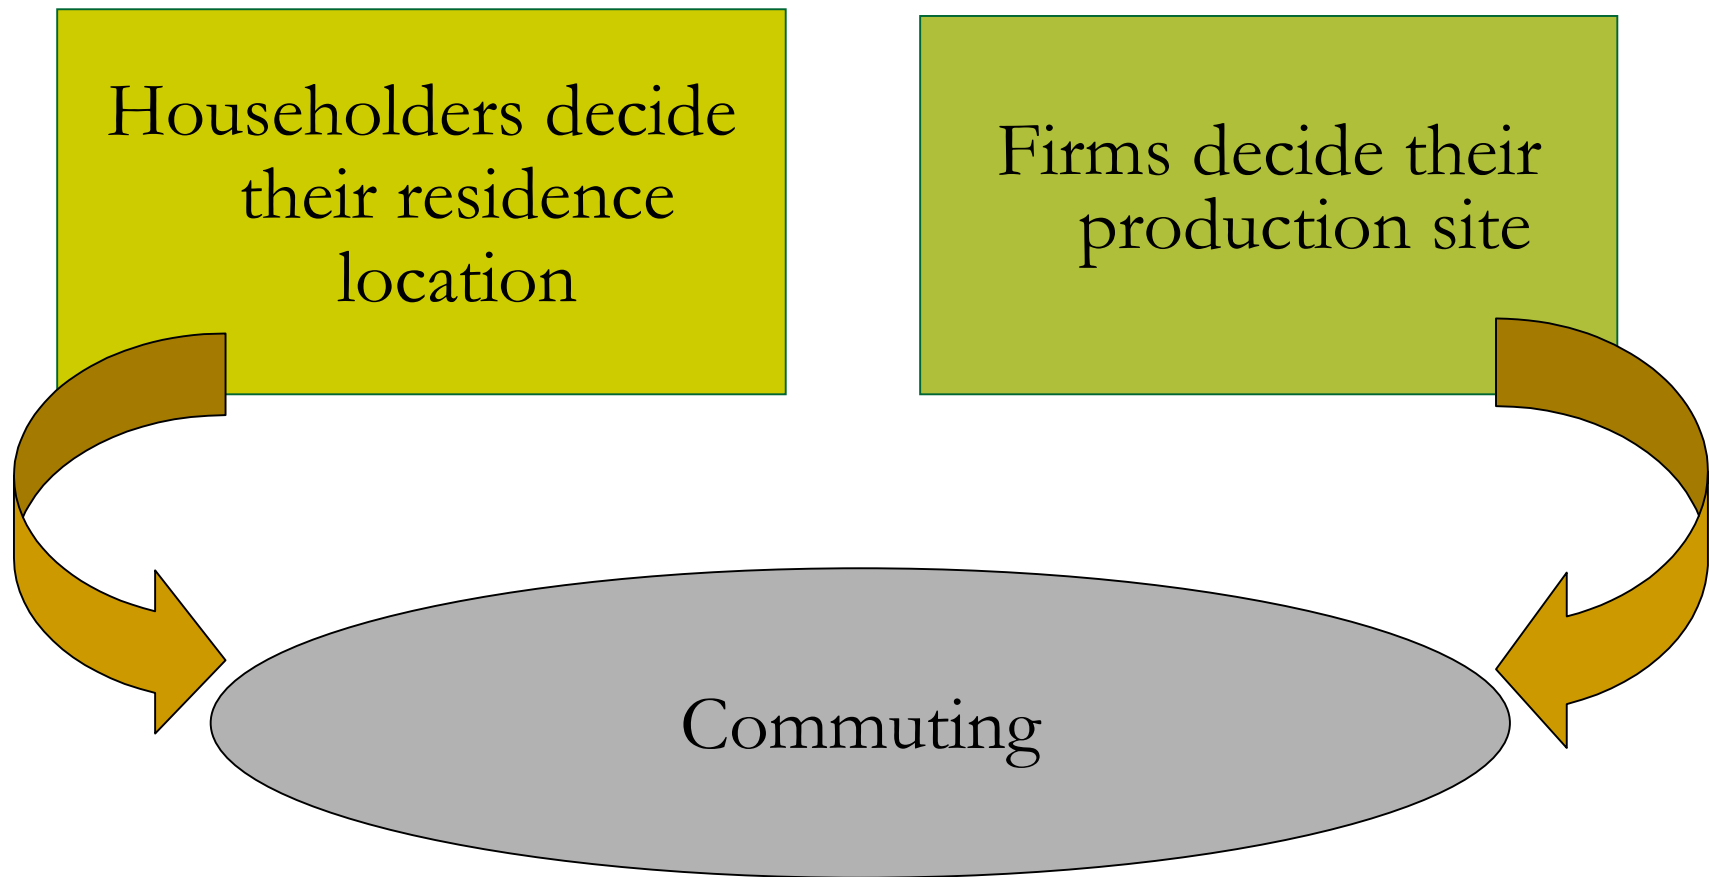 Householders decide
their residence
location
Firms decide their
production site
Commuting